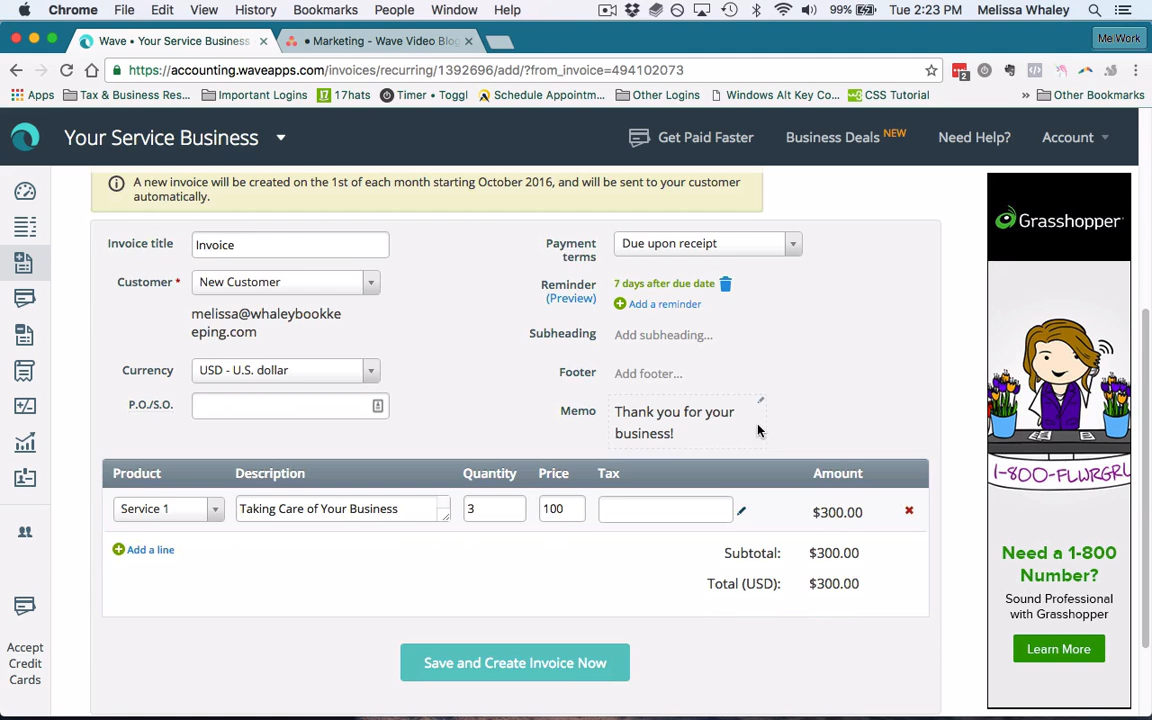 Chrome File Edit View History Bookmarks People Window Help 99% Tue 2:23 PM Melissa Whaley
Wave • Your Service Business
• Marketing - Wave Video Blog
Me Work
https://accounting.waveapps.com/invoices/recurring/1392696/add/?from_invoice=494102073
2
Apps Tax & Business Res... Important Logins 17 17hats Timer • Toggl Schedule Appointm... Other Logins Windows Alt Key Co... CSS Tutorial » Other Bookmarks
Your Service Business
Get Paid Faster
Business Deals NEW
Need Help?
Account
A new invoice will be created on the 1st of each month starting October 2016, and will be sent to your customer
automatically.
Invoice title Invoice
Customer * New Customer
melissa@whaleybookke
eping.com
Currency USD - U.S. dollar
P.O./S.O.
Payment
terms
Due upon receipt
Reminder
(Preview)
7 days after due date
Add a reminder
Subheading Add subheading...
Footer Add footer...
Memo Thank you for your
business!
Product Description Quantity Price Tax Amount
Service 1 Taking Care of Your Business 3 100 $300.00
Add a line
Subtotal: $300.00
Total (USD): $300.00
Save and Create Invoice Now
Accept
Credit
Cards
Grasshopper
1-800-FLWRGRL
Need a 1-800
Number?
Sound Professional
with Grasshopper
Learn More